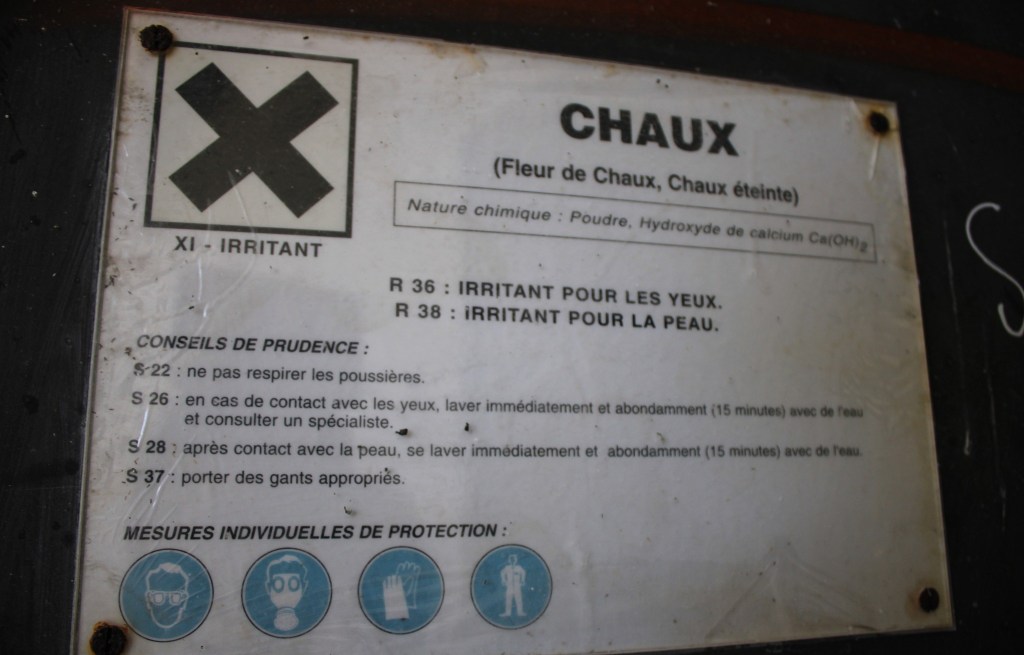 CHAUX
(Fleur de Chaux, Chaux éteinte)
Nature chimique : Poudre, Hydroxyde de calcium Ca(OH)2
XI - IRRITANT
R 36 : IRRITANT POUR LES YEUX.
R 38 : IRRITANT POUR LA PEAU.
CONSEILS DE PRUDENCE :
S 22 : ne pas respirer les poussières.
S 26 : en cas de contact avec les yeux, laver immédiatement et abondamment (15 minutes) avec de l'eau
et consulter un spécialiste.
S 28 : après contact avec la peau, se laver immédiatement et abondamment (15 minutes) avec de l'eau.
S 37 : porter des gants appropriés.
MESURES INDIVIDUELLES DE PROTECTION :
S